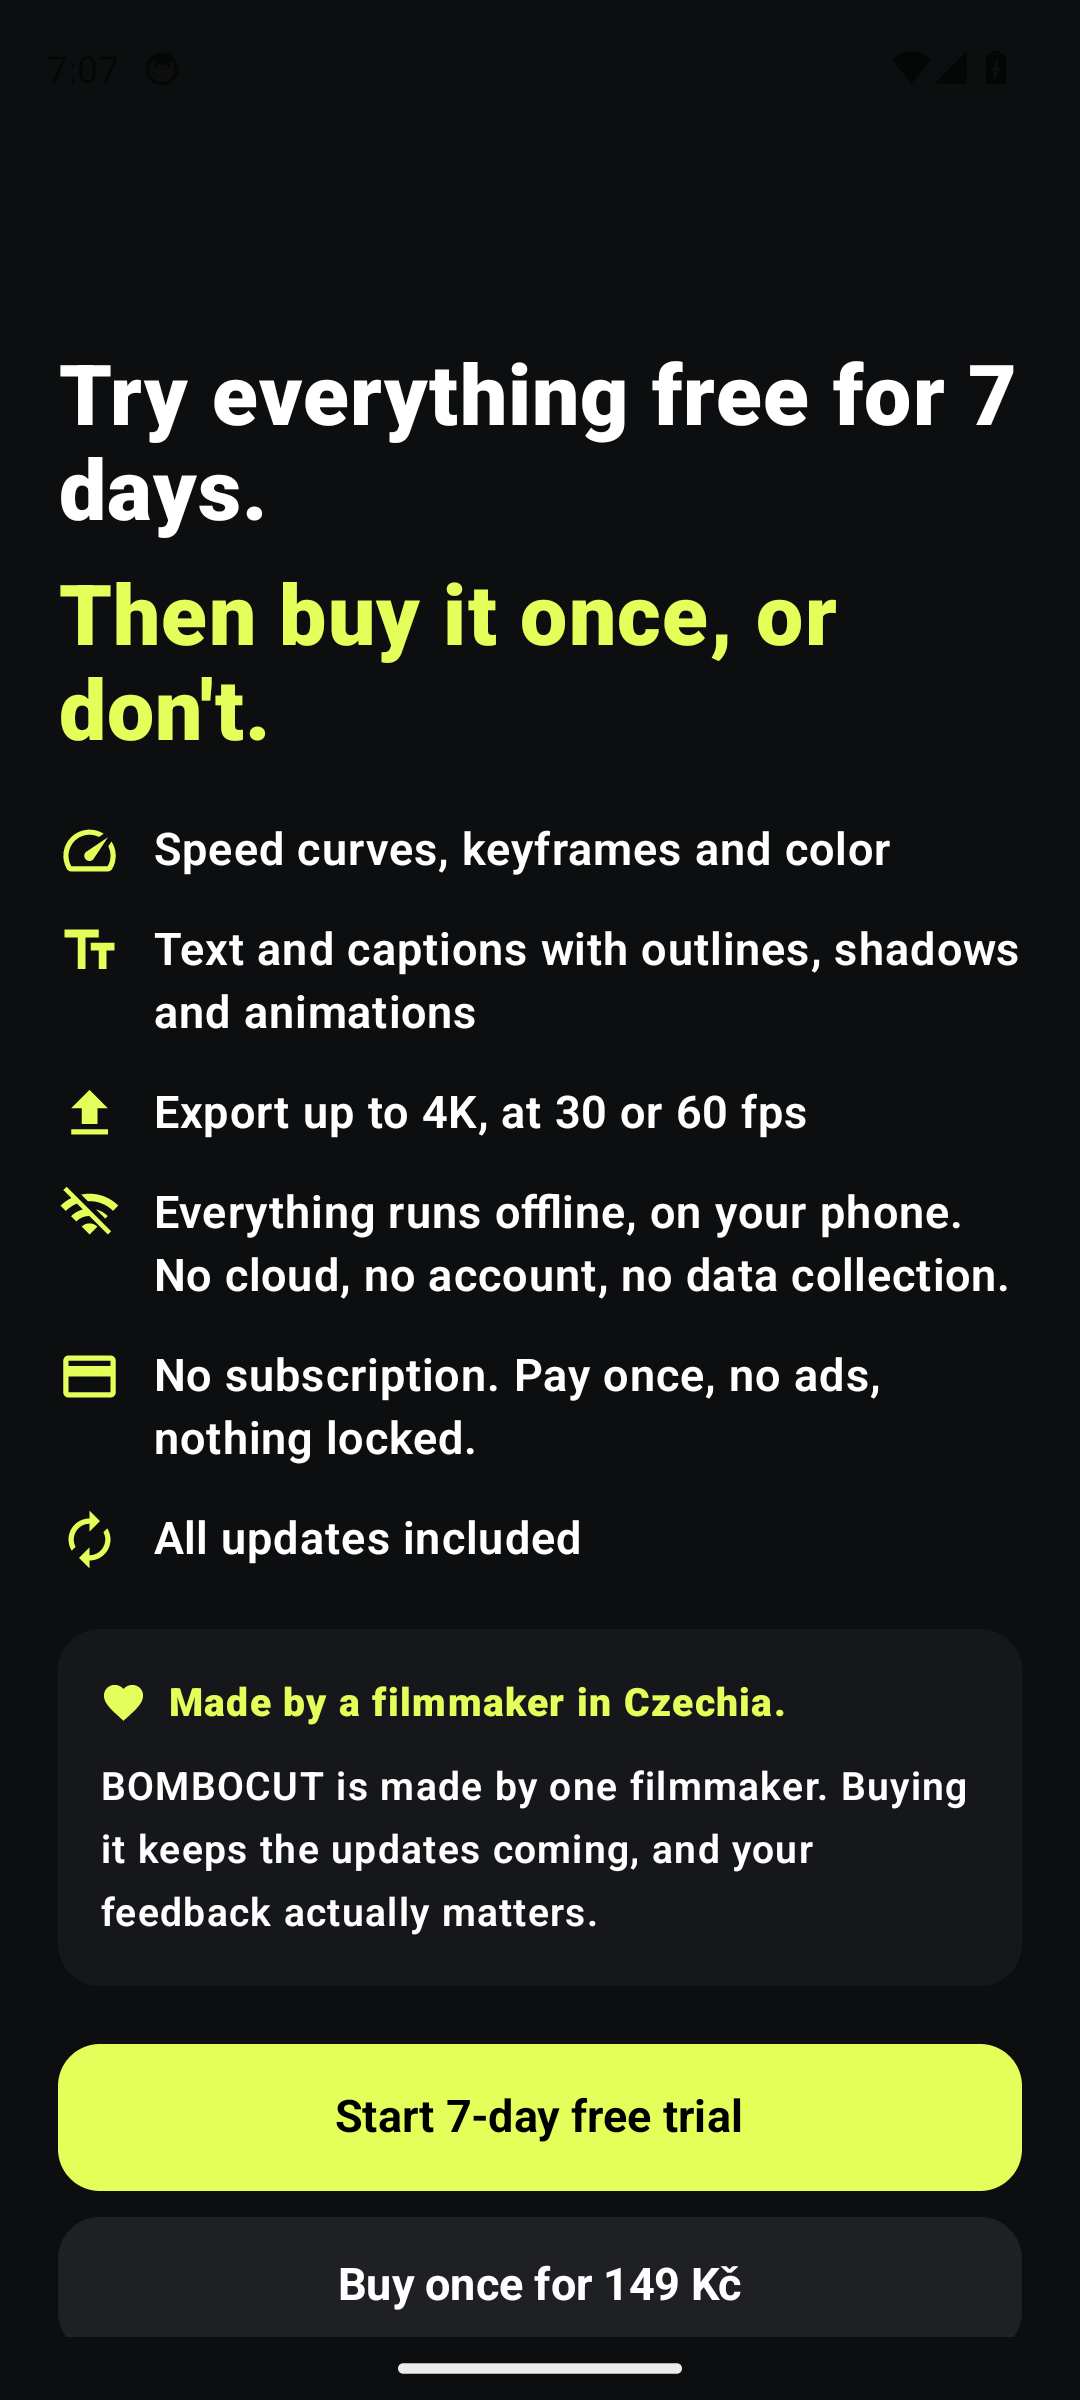 7:07
Try everything free for 7
days.
Then buy it once, or
don't.
Speed curves, keyframes and color
Text and captions with outlines, shadows
and animations
Export up to 4K, at 30 or 60 fps
Everything runs offline, on your phone.
No cloud, no account, no data collection.
No subscription. Pay once, no ads,
nothing locked.
All updates included
Made by a filmmaker in Czechia.
BOMBOCUT is made by one filmmaker. Buying
it keeps the updates coming, and your
feedback actually matters.
Start 7-day free trial
Buy once for 149 Kč